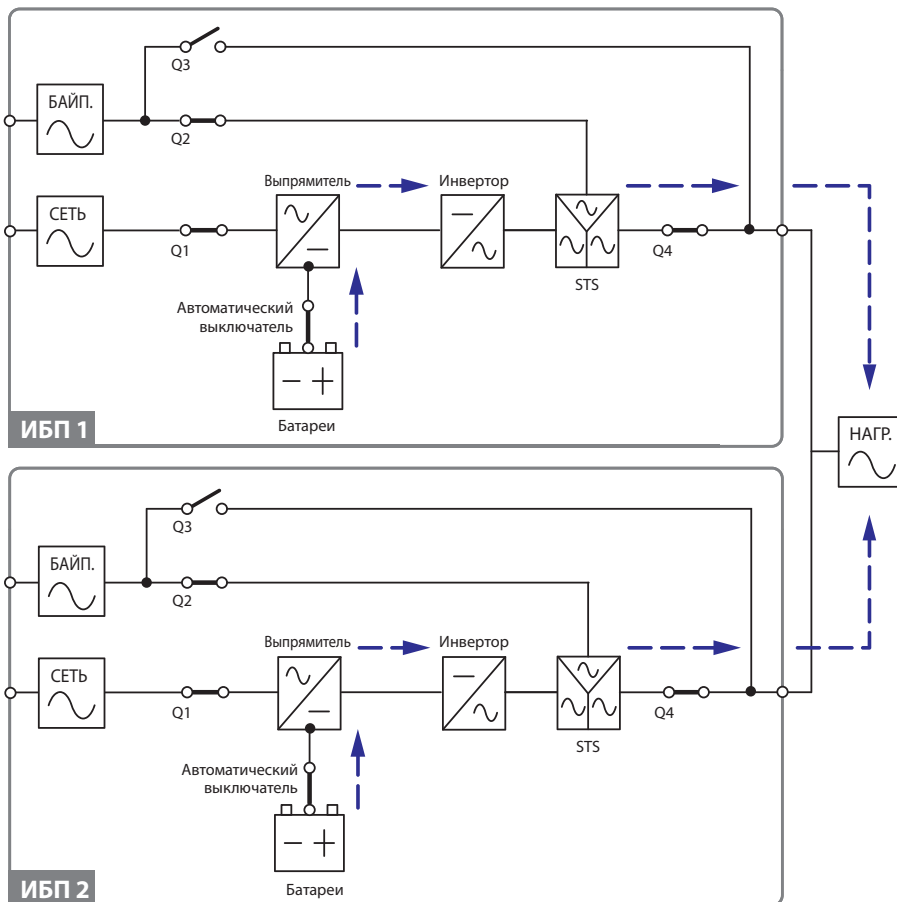 Q3
БАЙП.
Q2
Выпрямитель
Инвертор
СЕТЬ
Q1
Q4
STS
Автоматический
выключатель
Батареи
ИБП 1
НАГР.
Q3
БАЙП.
Q2
Выпрямитель
Инвертор
СЕТЬ
Q1
Q4
STS
Автоматический
выключатель
Батареи
ИБП 2